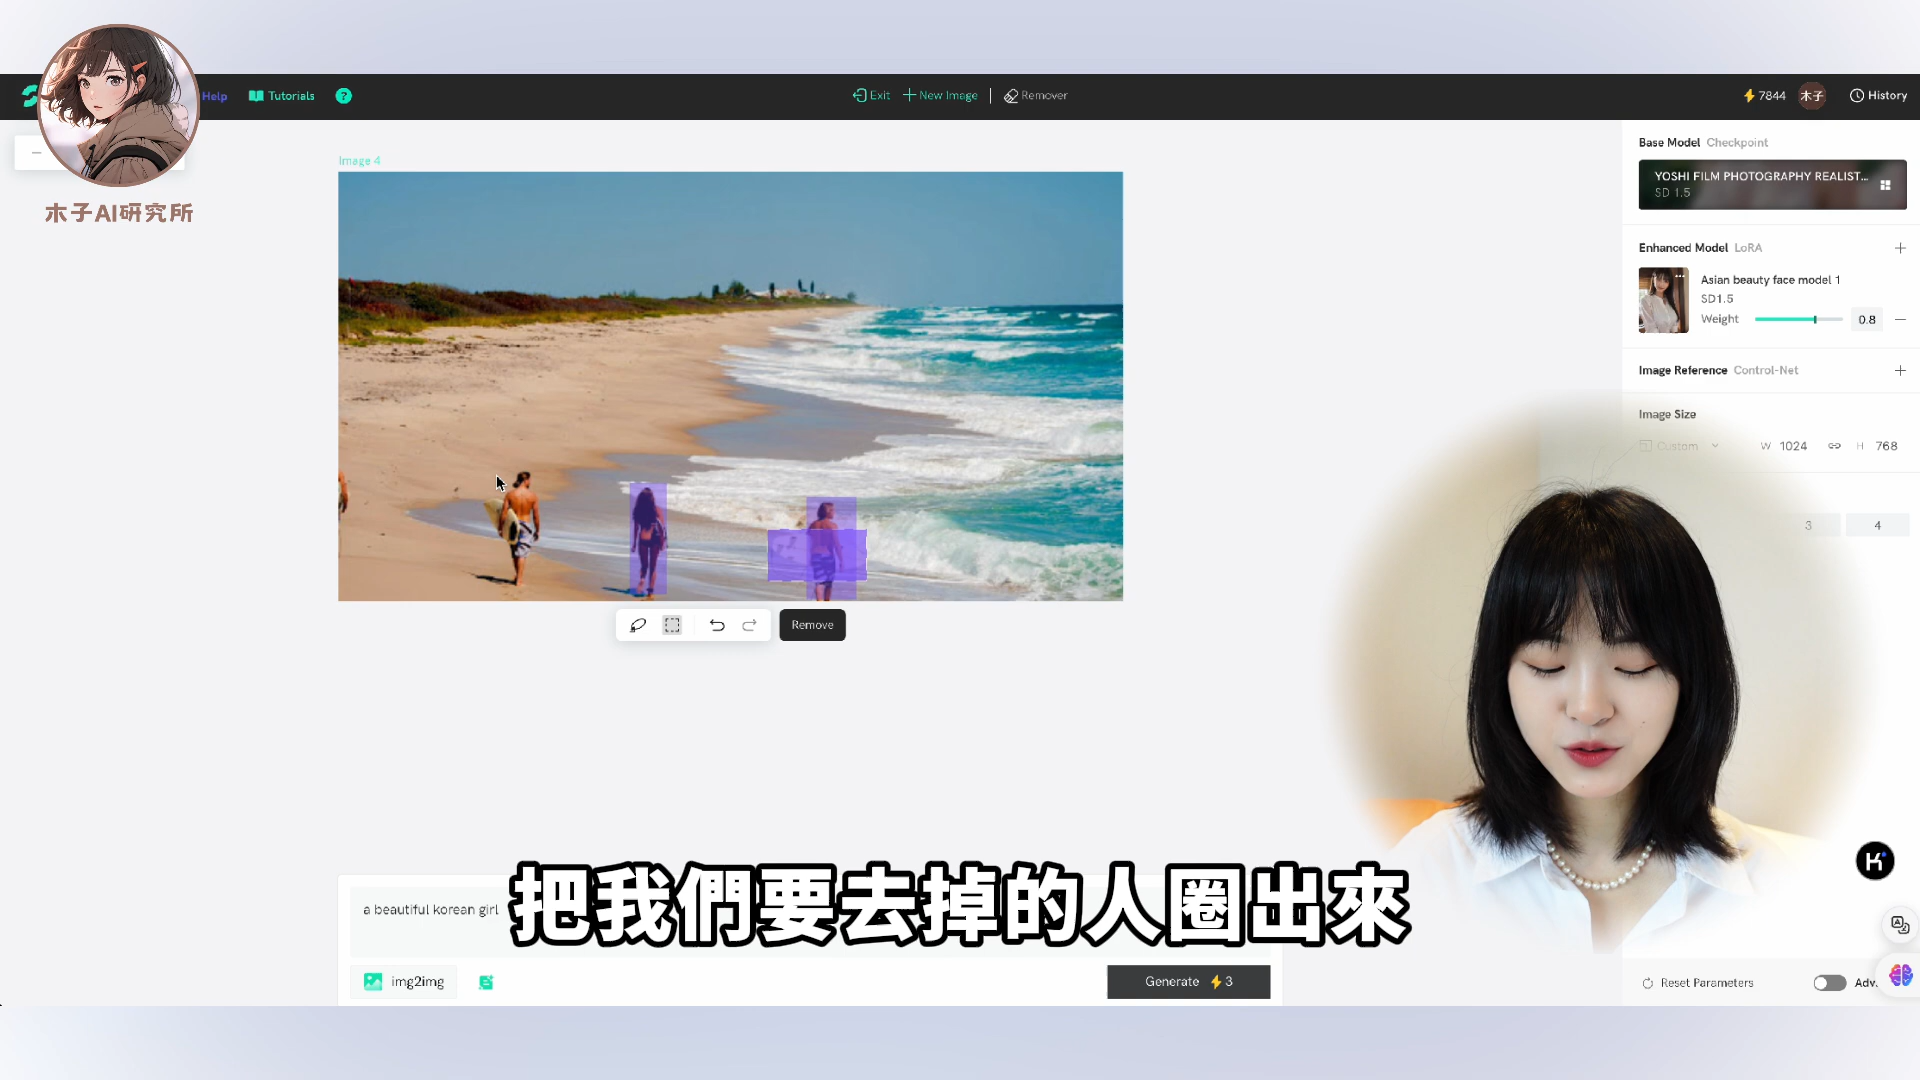 Help
Tutorials
?
Exit
New Image
Remover
7844
木子
History
木子AI研究所
Image 4
Base Model Checkpoint
YOSHI FILM PHOTOGRAPHY REALIST...
SD 1.5
Enhanced Model LoRA
Asian beauty face model 1
SD1.5
Weight
0.8
Image Reference Control-Net
Image Size
Custom
W 1024
H 768
3
4
Remove
a beautiful korean girl
把我們要去掉的人圈出來
img2img
Generate
3
Reset Parameters
Adv
K